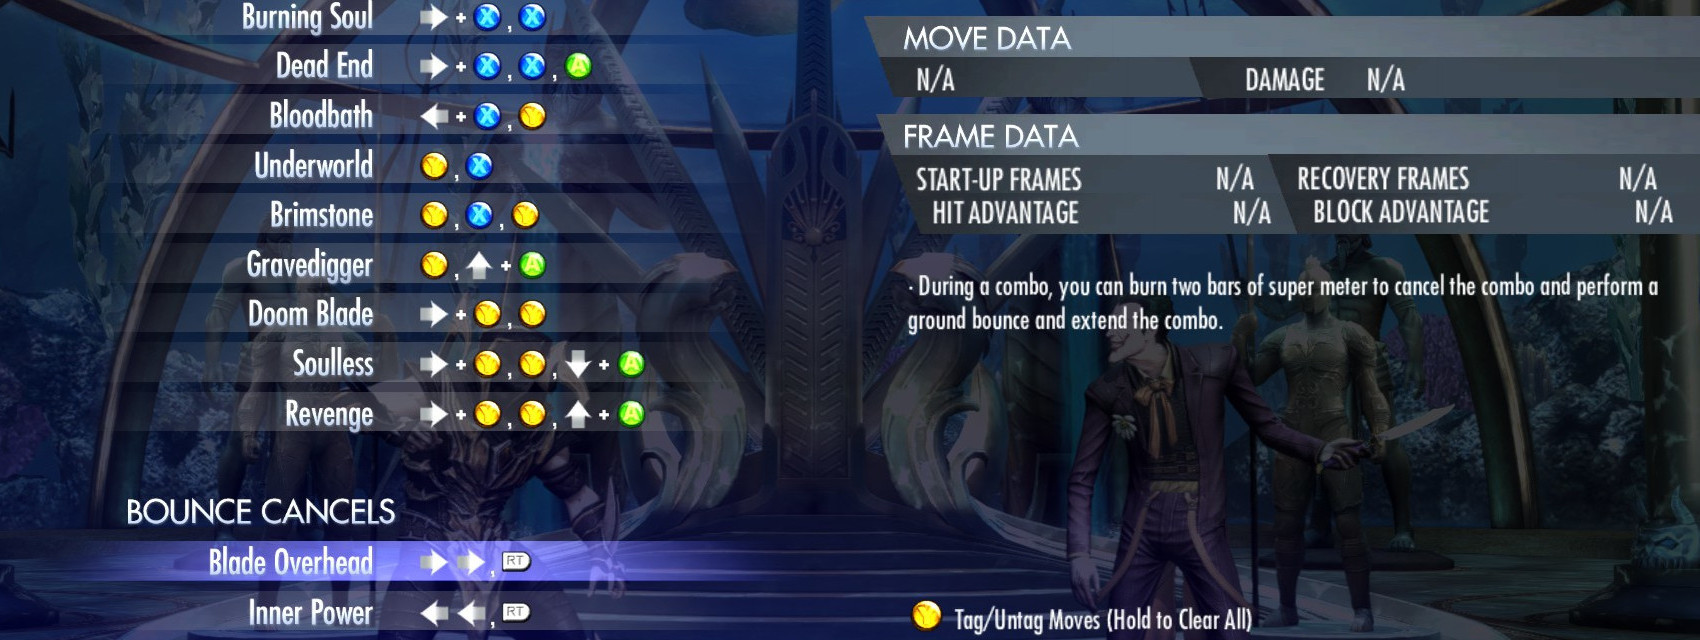 Burning Soul + X , X
Dead End + X , X , A
Bloodbath + X , Y
Underworld Y , X
Brimstone Y , X , Y
Gravedigger Y , + A
Doom Blade + Y , Y
Soulless + Y , Y , + A
Revenge + Y , Y , + A
BOUNCE CANCELS
Blade Overhead , RT
Inner Power , RT
MOVE DATA
N/A DAMAGE N/A
FRAME DATA
START-UP FRAMES N/A RECOVERY FRAMES N/A
HIT ADVANTAGE N/A BLOCK ADVANTAGE N/A
· During a combo, you can burn two bars of super meter to cancel the combo and perform a
ground bounce and extend the combo.
Y Tag/Untag Moves (Hold to Clear All)